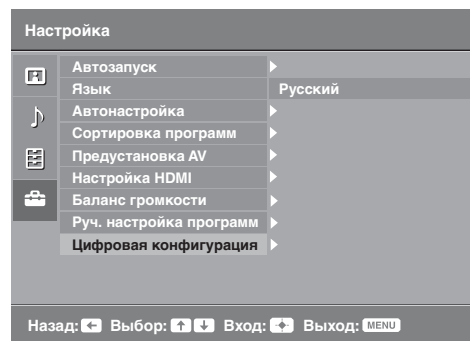 Настройка
Автозапуск
Язык Русский
Автонастройка
Сортировка программ
Предустановка AV
Настройка HDMI
Баланс громкости
Руч. настройка программ
Цифровая конфигурация
Назад: Выбор: Вход: Выход: MENU